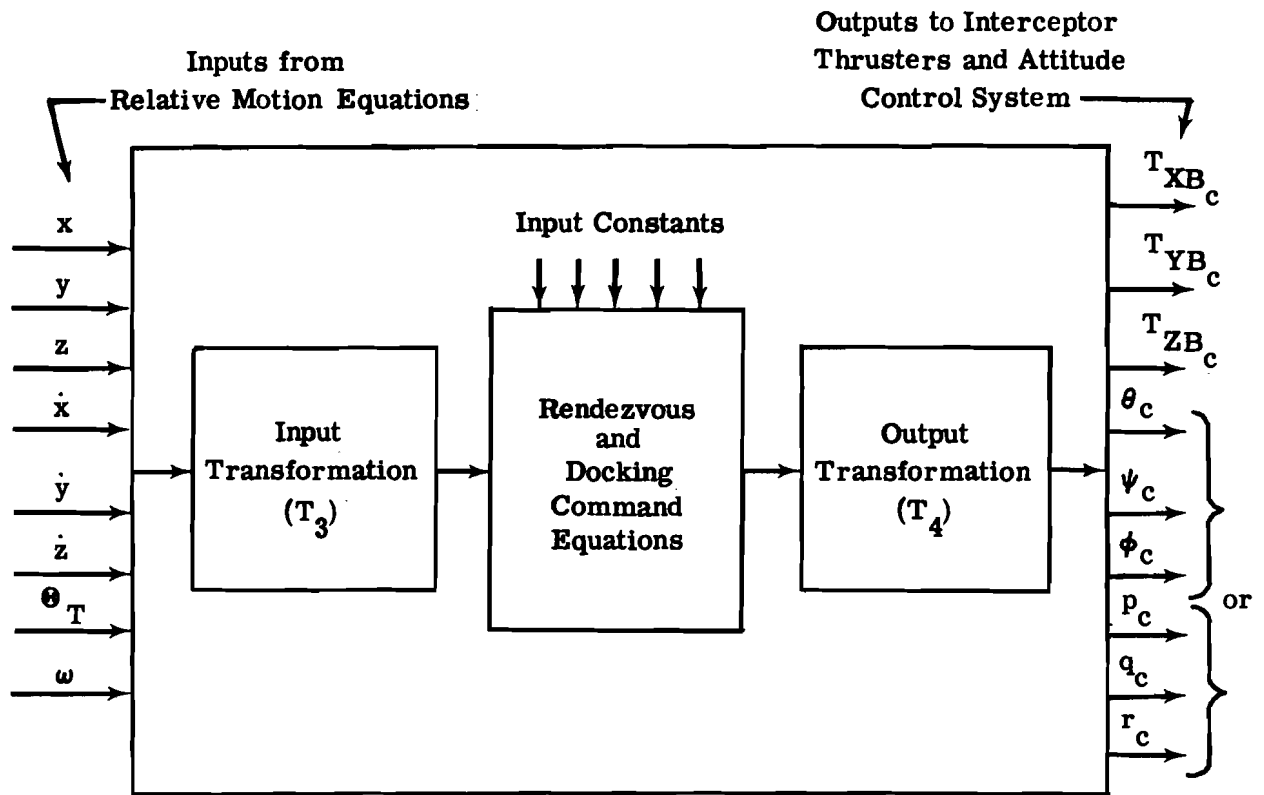 Inputs from
Relative Motion Equations
Outputs to Interceptor
Thrusters and Attitude
Control System
x
y
z
ẋ
ẏ
ż
Θ_T
ω
Input Constants
Input
Transformation
(T_3)
Rendezvous
and
Docking
Command
Equations
Output
Transformation
(T_4)
T_XB_c
T_YB_c
T_ZB_c
θ_c
ψ_c
ϕ_c
or
p_c
q_c
r_c